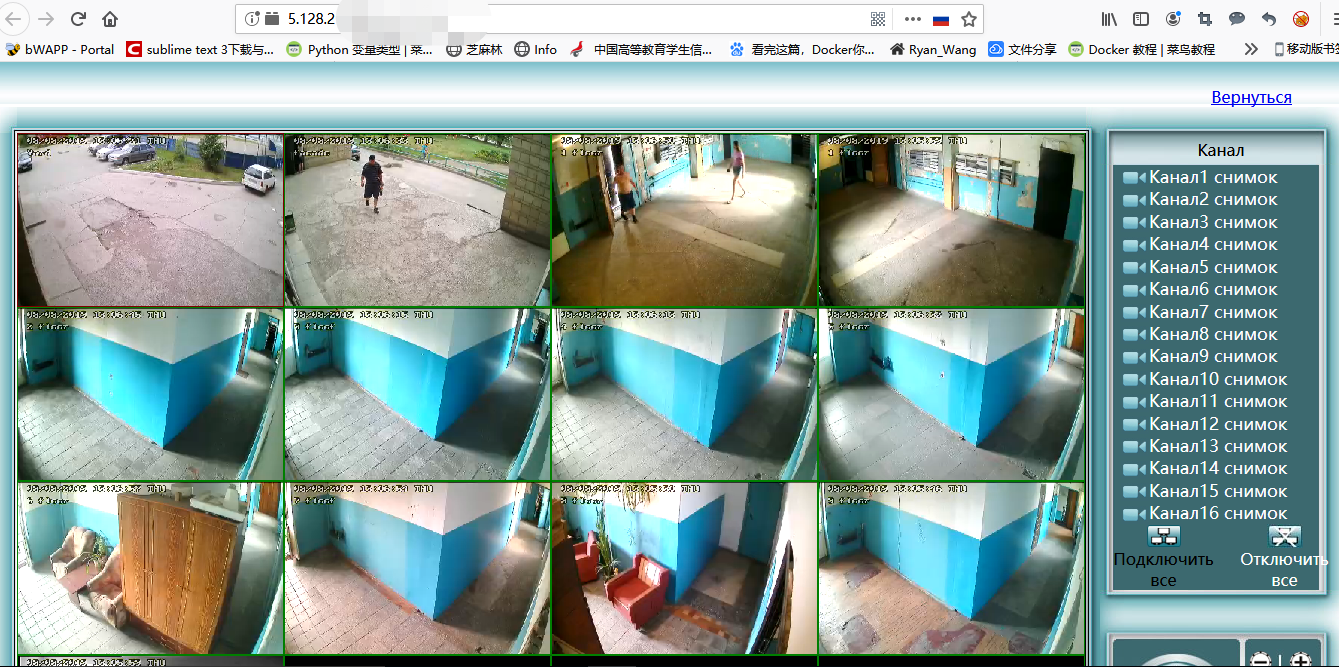 5.128.2
bWAPP - Portal
sublime text 3下载与...
Python 变量类型 | 菜...
芝麻林
Info
中国高等教育学生信...
看完这篇，Docker你...
Ryan_Wang
文件分享
Docker 教程 | 菜鸟教程
移动版书签
Вернуться
Канал
Канал1 снимок
Канал2 снимок
Канал3 снимок
Канал4 снимок
Канал5 снимок
Канал6 снимок
Канал7 снимок
Канал8 снимок
Канал9 снимок
Канал10 снимок
Канал11 снимок
Канал12 снимок
Канал13 снимок
Канал14 снимок
Канал15 снимок
Канал16 снимок
Подключить все
Отключить все